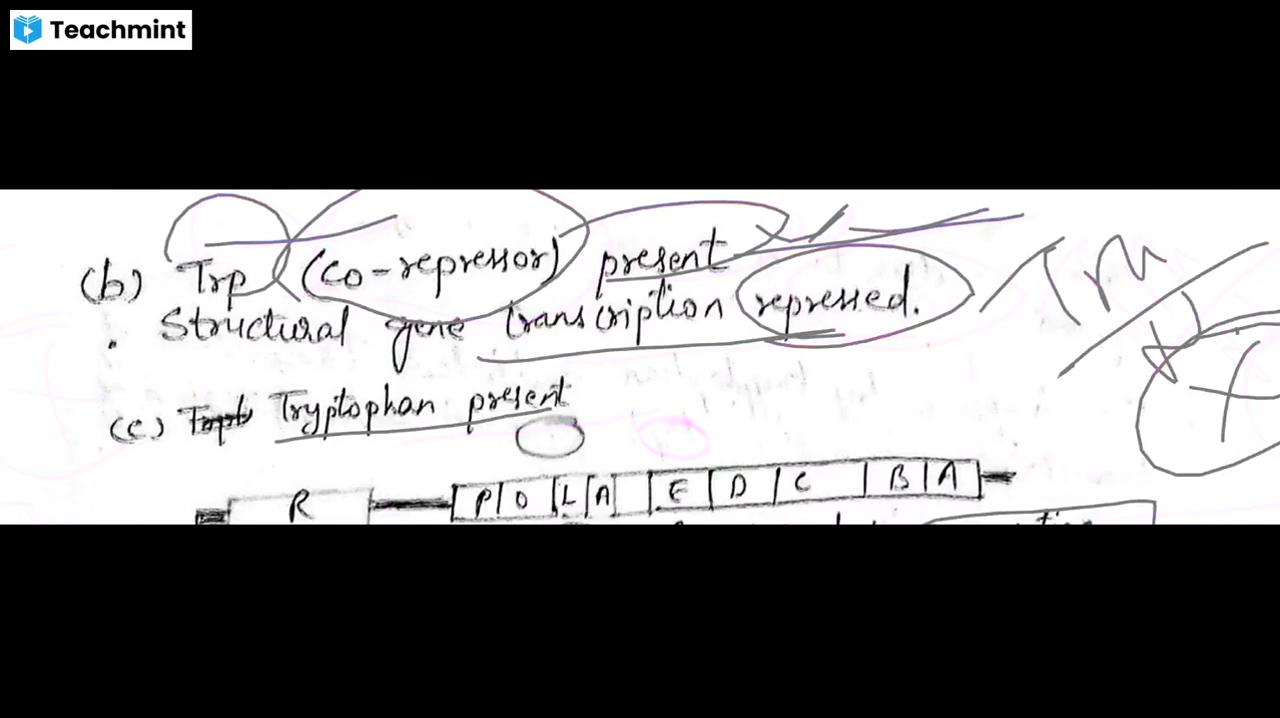 Teachmint
(b) Trp (co-repressor) present
Structural gene transcription repressed.
(c) Tryptophan present
R P O L A E D C B A